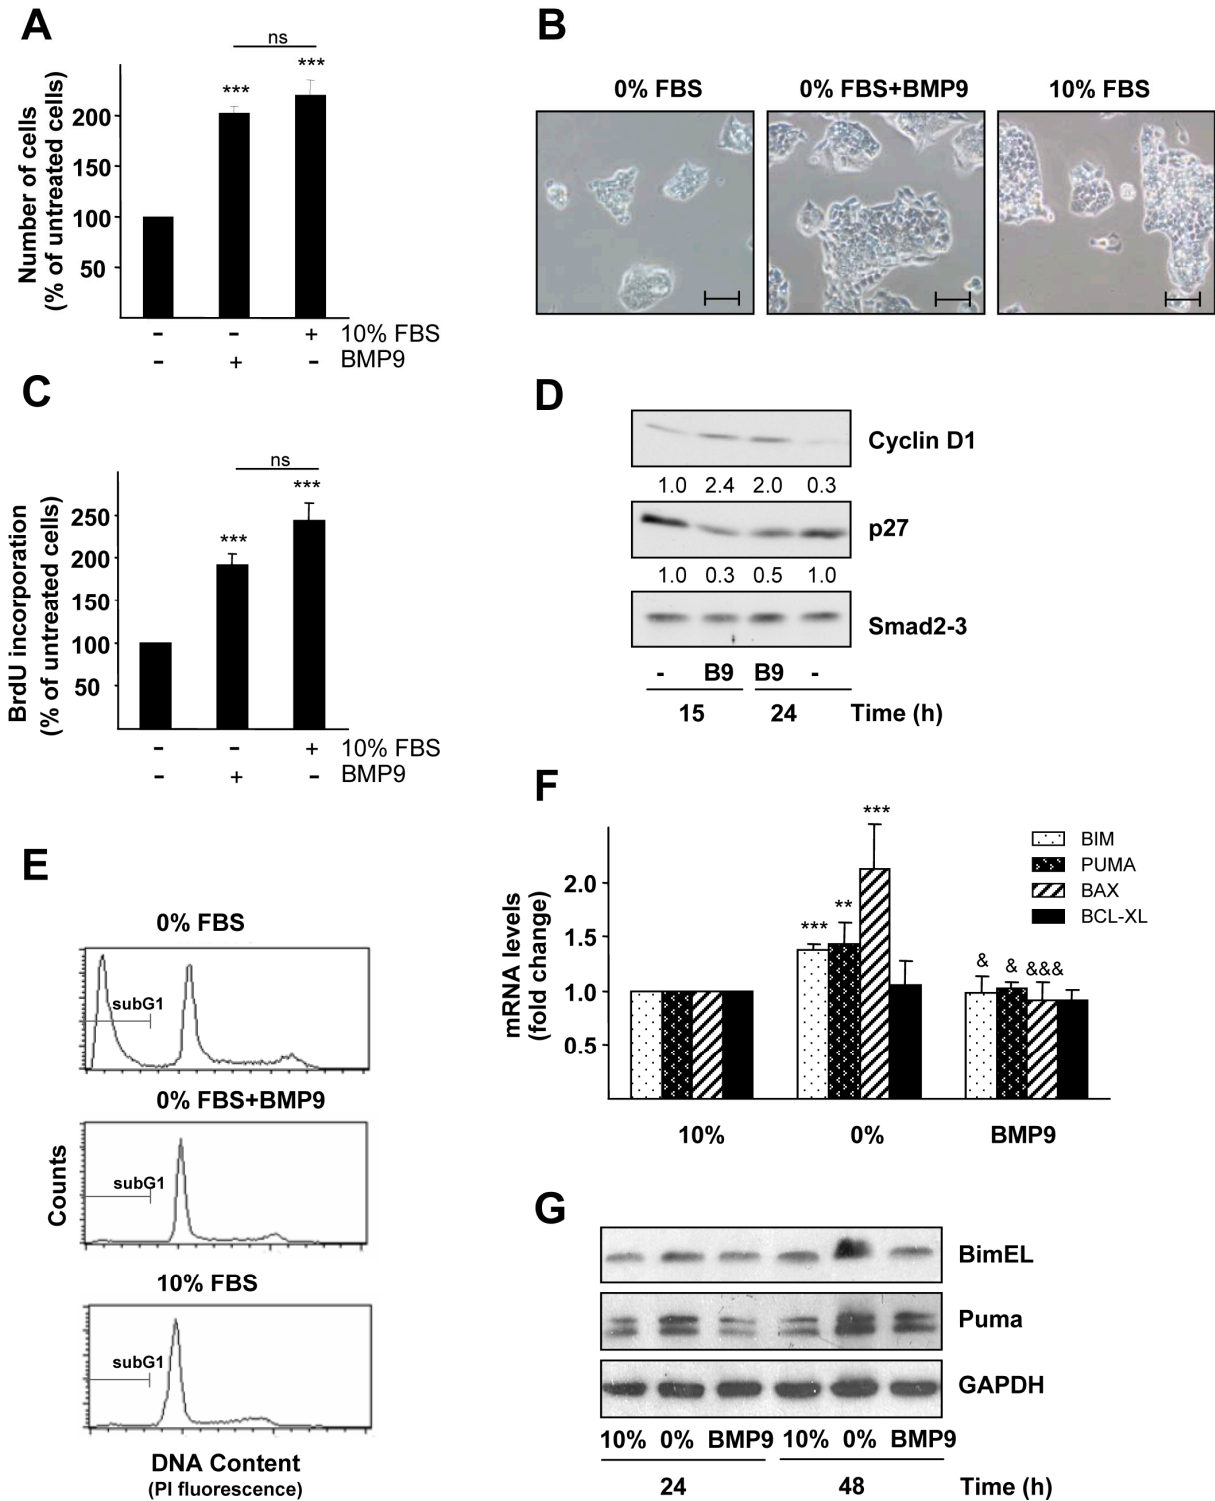 A
ns
***
***
Number of cells
(% of untreated cells)
200
150
100
50
- - + 10% FBS
- + - BMP9
B
0% FBS 0% FBS+BMP9 10% FBS
C
ns
***
***
BrdU incorporation
(% of untreated cells)
250
200
150
100
50
- - + 10% FBS
- + - BMP9
D
Cyclin D1
1.0 2.4 2.0 0.3
p27
1.0 0.3 0.5 1.0
Smad2-3
- B9 B9 -
15 24 Time (h)
E
0% FBS
subG1
0% FBS+BMP9
subG1
10% FBS
subG1
Counts
DNA Content
(PI fluorescence)
F
mRNA levels
(fold change)
2.0
1.5
1.0
0.5
*** ** ***
& & &&&
BIM
PUMA
BAX
BCL-XL
10% 0% BMP9
G
BimEL
Puma
GAPDH
10% 0% BMP9 10% 0% BMP9
24 48 Time (h)